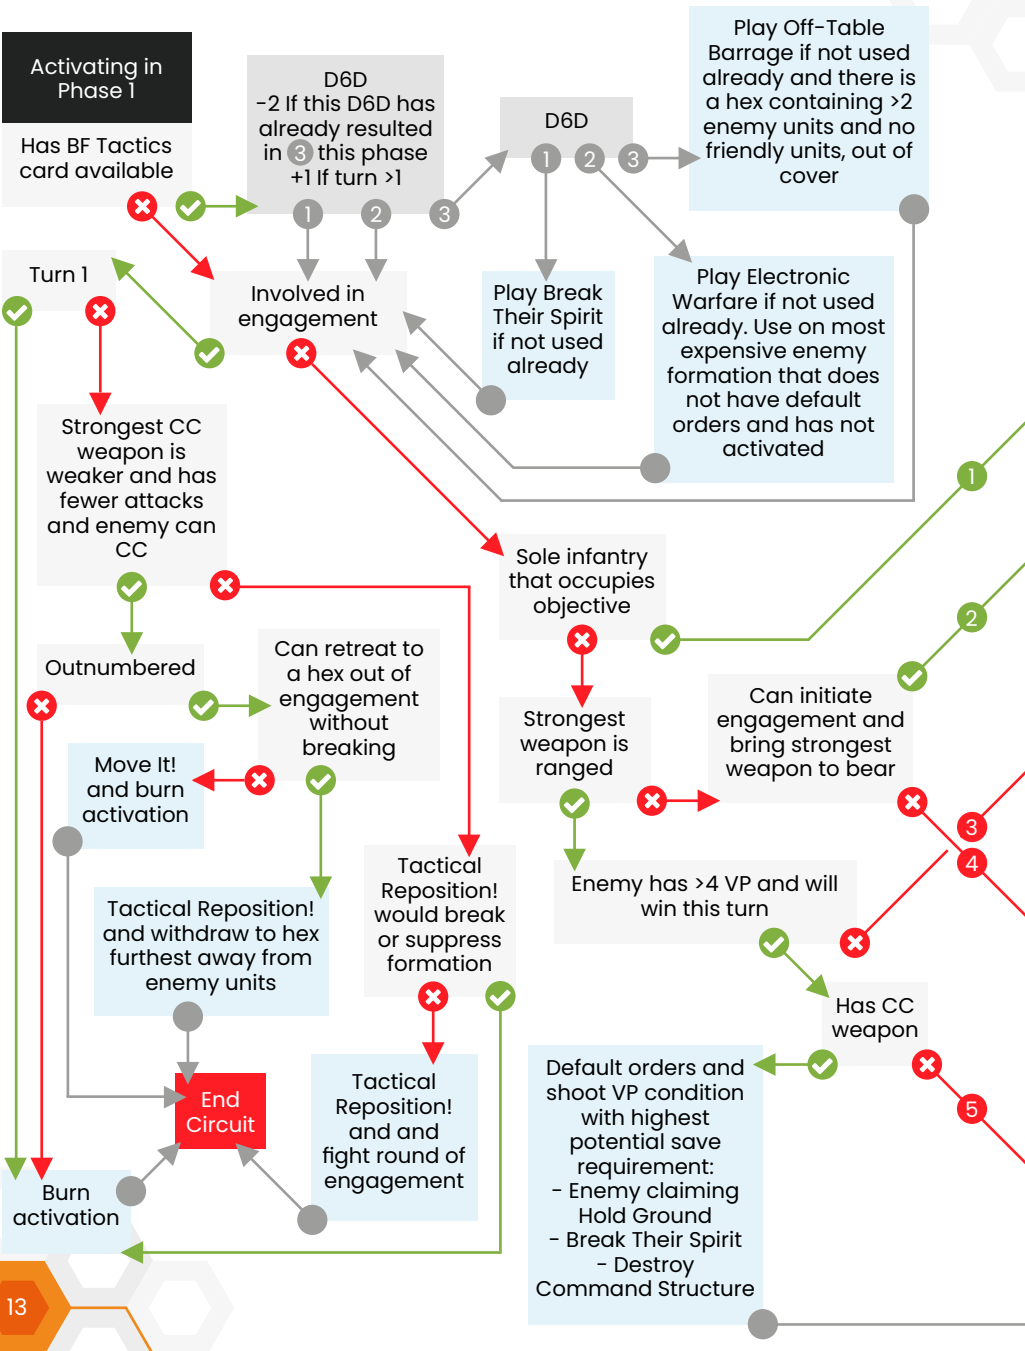 Activating in
Phase 1
Has BF Tactics
card available
D6D
-2 If this D6D has
already resulted
in 3 this phase
+1 If turn >1
1
2
3
D6D
1
2
3
Play Off-Table
Barrage if not used
already and there is
a hex containing >2
enemy units and no
friendly units, out of
cover
Turn 1
Involved in
engagement
Play Break
Their Spirit
if not used
already
Play Electronic
Warfare if not used
already. Use on most
expensive enemy
formation that does
not have default
orders and has not
activated
Strongest CC
weapon is
weaker and has
fewer attacks
and enemy can
CC
1
Sole infantry
that occupies
objective
2
Outnumbered
Can retreat to
a hex out of
engagement
without
breaking
Strongest
weapon is
ranged
Can initiate
engagement and
bring strongest
weapon to bear
Move It!
and burn
activation
3
4
Tactical
Reposition!
would break
or suppress
formation
Enemy has >4 VP and will
win this turn
Tactical Reposition!
and withdraw to hex
furthest away from
enemy units
Has CC
weapon
5
End
Circuit
Tactical
Reposition!
and and
fight round of
engagement
Default orders and
shoot VP condition
with highest
potential save
requirement:
- Enemy claiming
Hold Ground
- Break Their Spirit
- Destroy
Command Structure
Burn
activation
13